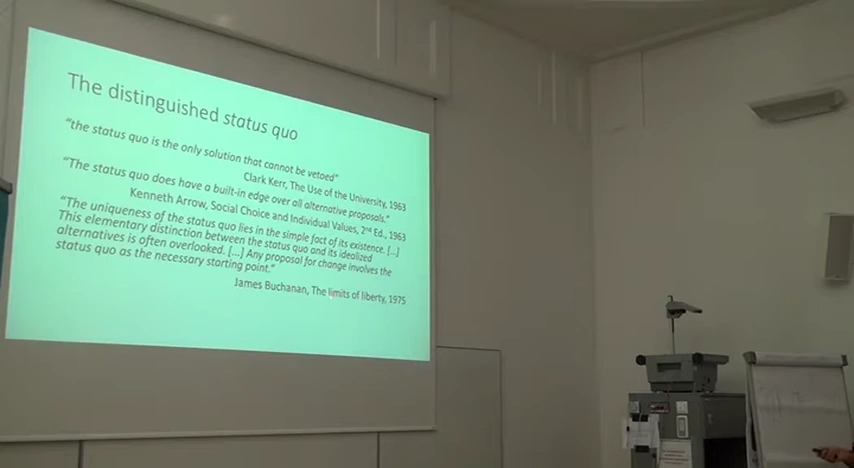 The distinguished status quo
“the status quo is the only solution that cannot be vetoed”
Clark Kerr, The Use of the University, 1963
“The status quo does have a built-in edge over all alternative proposals.”
Kenneth Arrow, Social Choice and Individual Values, 2nd Ed., 1963
“The uniqueness of the status quo lies in the simple fact of its existence. [...]
This elementary distinction between the status quo and its idealized
alternatives is often overlooked. [...] Any proposal for change involves the
status quo as the necessary starting point.”
James Buchanan, The limits of liberty, 1975